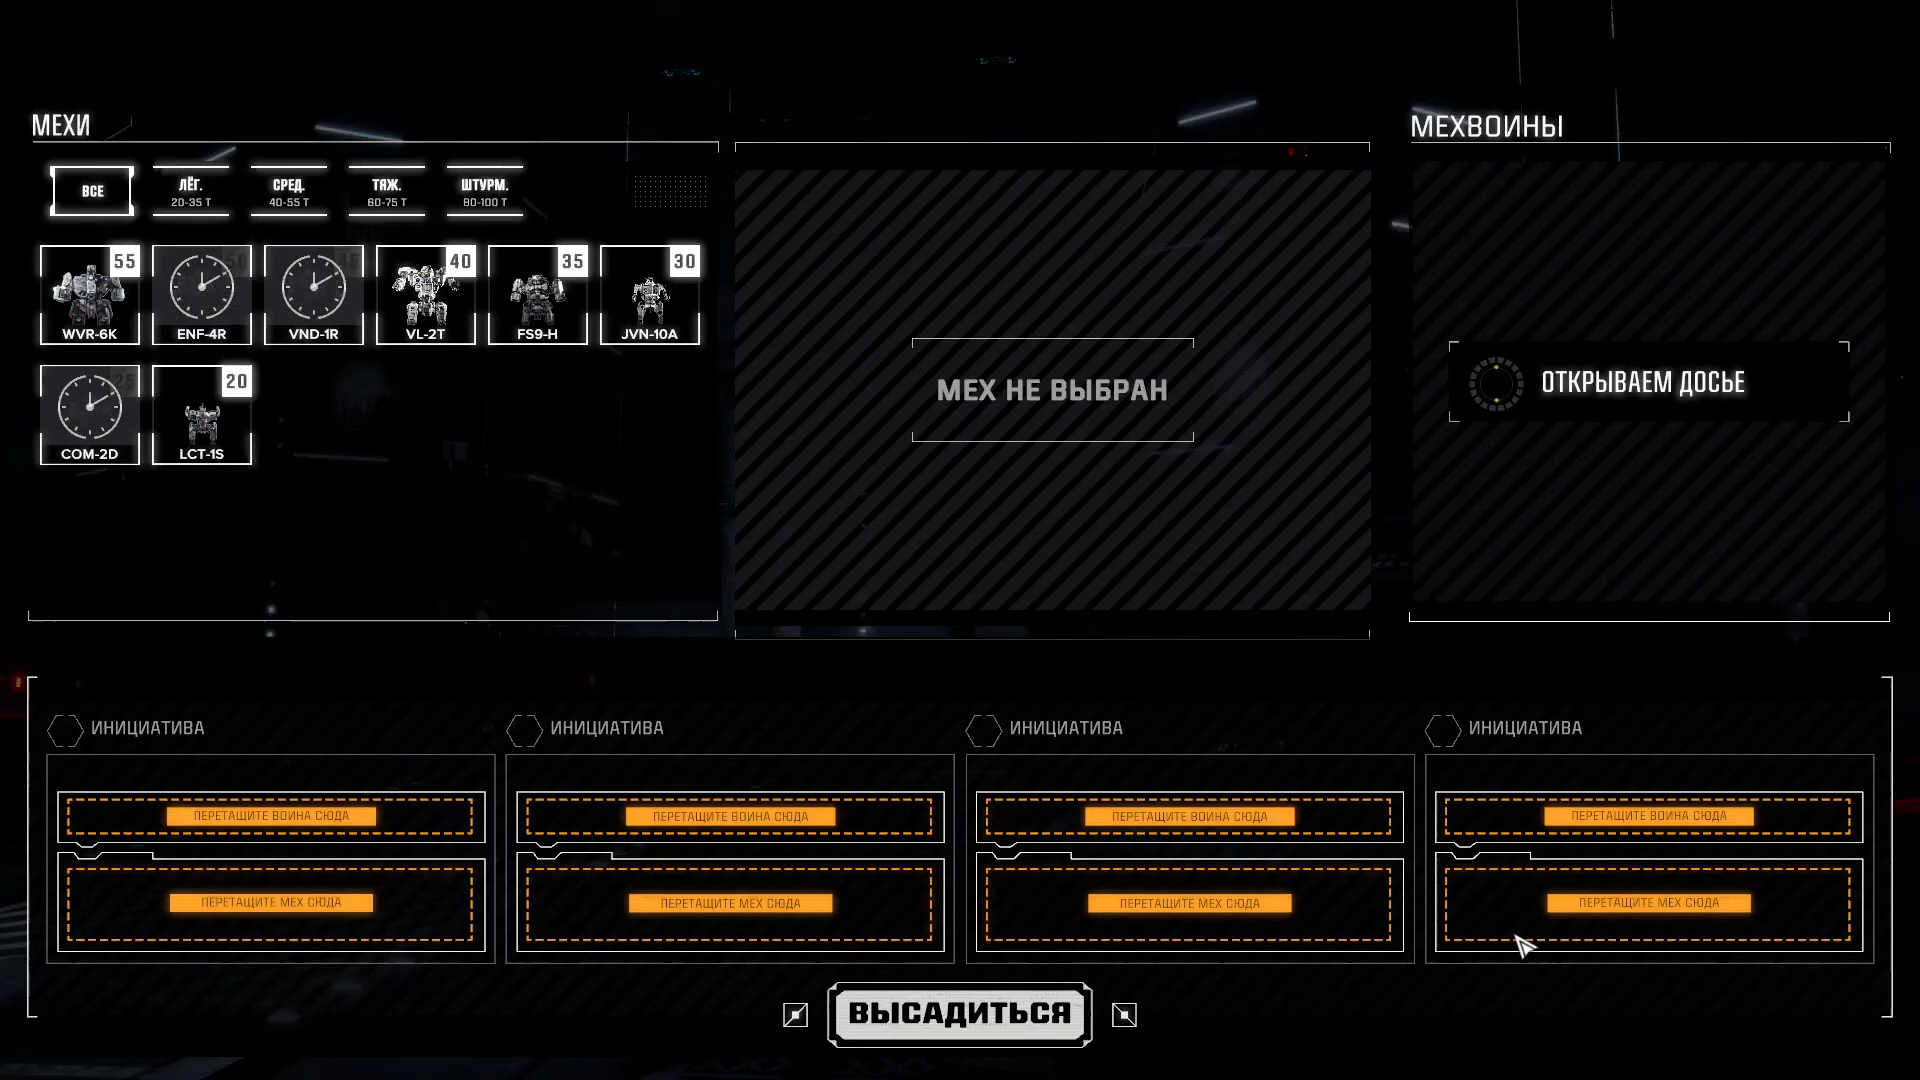 МЕХИ
МЕХВОИНЫ
ВСЕ
ЛЁГ.
20-35 Т
СРЕД.
40-55 Т
ТЯЖ.
60-75 Т
ШТУРМ.
80-100 Т
55
WVR-6K
50
ENF-4R
45
VND-1R
40
VL-2T
35
FS9-H
30
JVN-10A
25
COM-2D
20
LCT-1S
МЕХ НЕ ВЫБРАН
ОТКРЫВАЕМ ДОСЬЕ
ИНИЦИАТИВА
ПЕРЕТАЩИТЕ ВОИНА СЮДА
ПЕРЕТАЩИТЕ МЕХ СЮДА
ИНИЦИАТИВА
ПЕРЕТАЩИТЕ ВОИНА СЮДА
ПЕРЕТАЩИТЕ МЕХ СЮДА
ИНИЦИАТИВА
ПЕРЕТАЩИТЕ ВОИНА СЮДА
ПЕРЕТАЩИТЕ МЕХ СЮДА
ИНИЦИАТИВА
ПЕРЕТАЩИТЕ ВОИНА СЮДА
ПЕРЕТАЩИТЕ МЕХ СЮДА
ВЫСАДИТЬСЯ